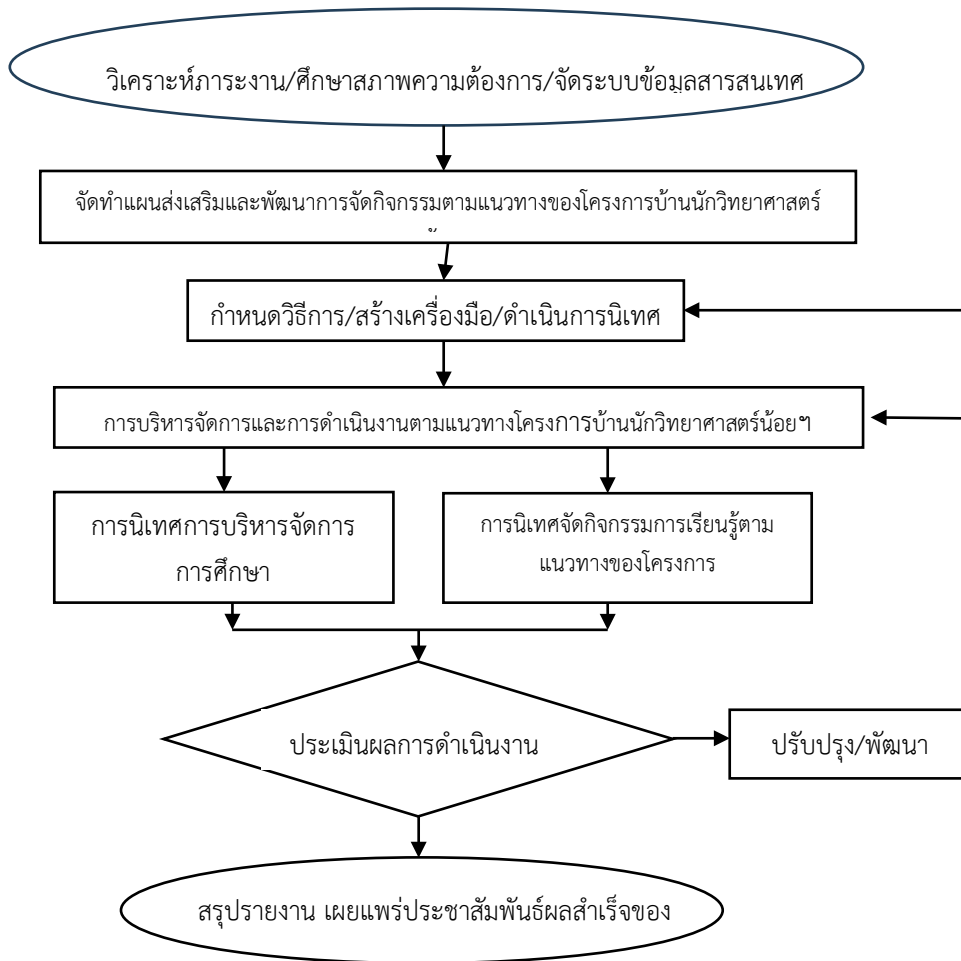 วิเคราะห์ภาระงาน/ศึกษาสภาพความต้องการ/จัดระบบข้อมูลสารสนเทศ
จัดทำแผนส่งเสริมและพัฒนาการจัดกิจกรรมตามแนวทางของโครงการบ้านนักวิทยาศาสตร์
กำหนดวิธีการ/สร้างเครื่องมือ/ดำเนินการนิเทศ
การบริหารจัดการและการดำเนินงานตามแนวทางโครงการบ้านนักวิทยาศาสตร์น้อยฯ
การนิเทศการบริหารจัดการ
การศึกษา
การนิเทศจัดกิจกรรมการเรียนรู้ตาม
แนวทางของโครงการ
ประเมินผลการดำเนินงาน
ปรับปรุง/พัฒนา
สรุปรายงาน เผยแพร่ประชาสัมพันธ์ผลสำเร็จของ